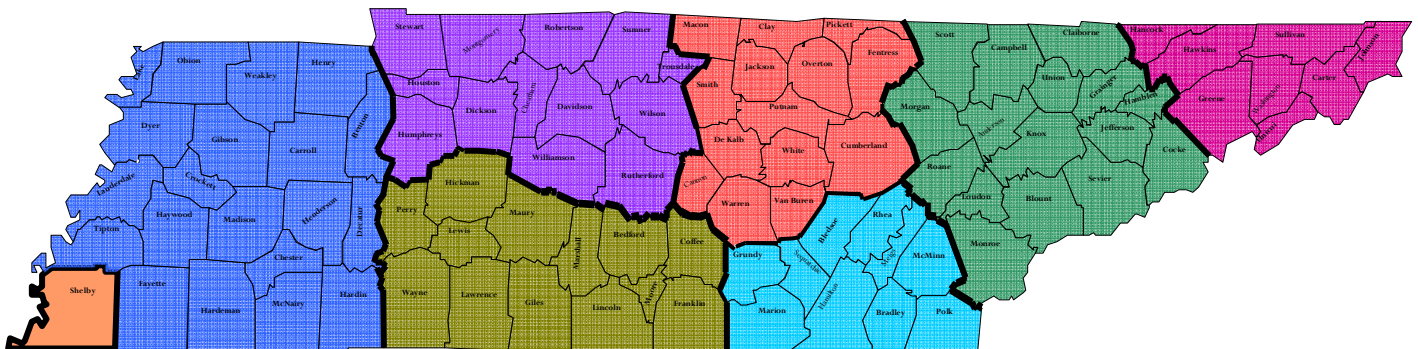 Stewart
Montgomery
Robertson
Sumner
Macon
Clay
Pickett
Scott
Campbell
Claiborne
Hancock
Hawkins
Sullivan
Johnson
Lake
Obion
Weakley
Henry
Houston
Dickson
Cheatham
Davidson
Wilson
Trousdale
Smith
Jackson
Overton
Fentress
Morgan
Anderson
Union
Grainger
Hamblen
Greene
Washington
Carter
Unicoi
Dyer
Gibson
Carroll
Benton
Humphreys
Williamson
Rutherford
De Kalb
Putnam
White
Cumberland
Cannon
Roane
Knox
Jefferson
Cocke
Sevier
Lauderdale
Crockett
Haywood
Madison
Henderson
Decatur
Perry
Hickman
Maury
Lewis
Marshall
Bedford
Coffee
Warren
Van Buren
Bledsoe
Rhea
Loudon
Blount
Monroe
Tipton
Chester
Grundy
Sequatchie
Meigs
McMinn
Shelby
Fayette
Hardeman
McNairy
Hardin
Wayne
Lawrence
Giles
Lincoln
Moore
Franklin
Marion
Hamilton
Bradley
Polk